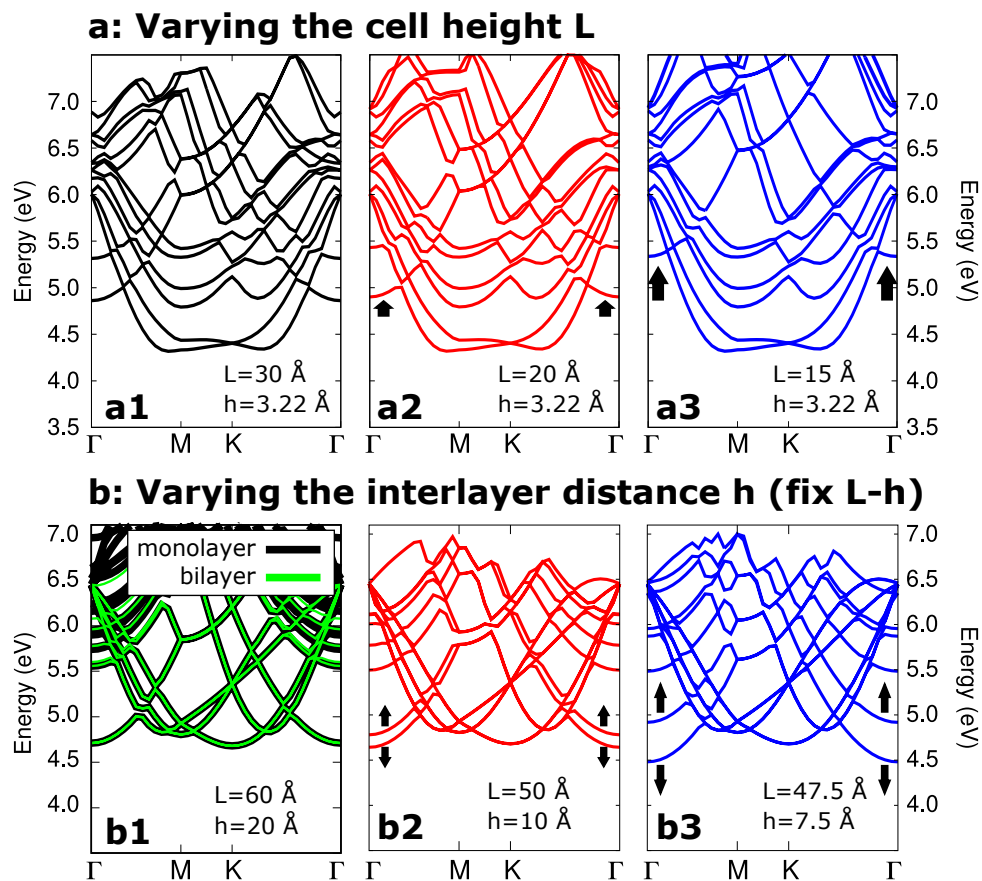 a: Varying the cell height L
7.0
6.5
6.0
5.5
5.0
4.5
4.0
3.5
Energy (eV)
L=30 Å
h=3.22 Å
a1
Γ M K Γ
L=20 Å
h=3.22 Å
a2
Γ M K Γ
L=15 Å
h=3.22 Å
a3
Γ M K Γ
7.0
6.5
6.0
5.5
5.0
4.5
4.0
3.5
Energy (eV)
b: Varying the interlayer distance h (fix L-h)
7.0
6.5
6.0
5.5
5.0
4.5
4.0
Energy (eV)
monolayer
bilayer
L=60 Å
h=20 Å
b1
Γ M K Γ
L=50 Å
h=10 Å
b2
Γ M K Γ
L=47.5 Å
h=7.5 Å
b3
Γ M K Γ
7.0
6.5
6.0
5.5
5.0
4.5
4.0
Energy (eV)